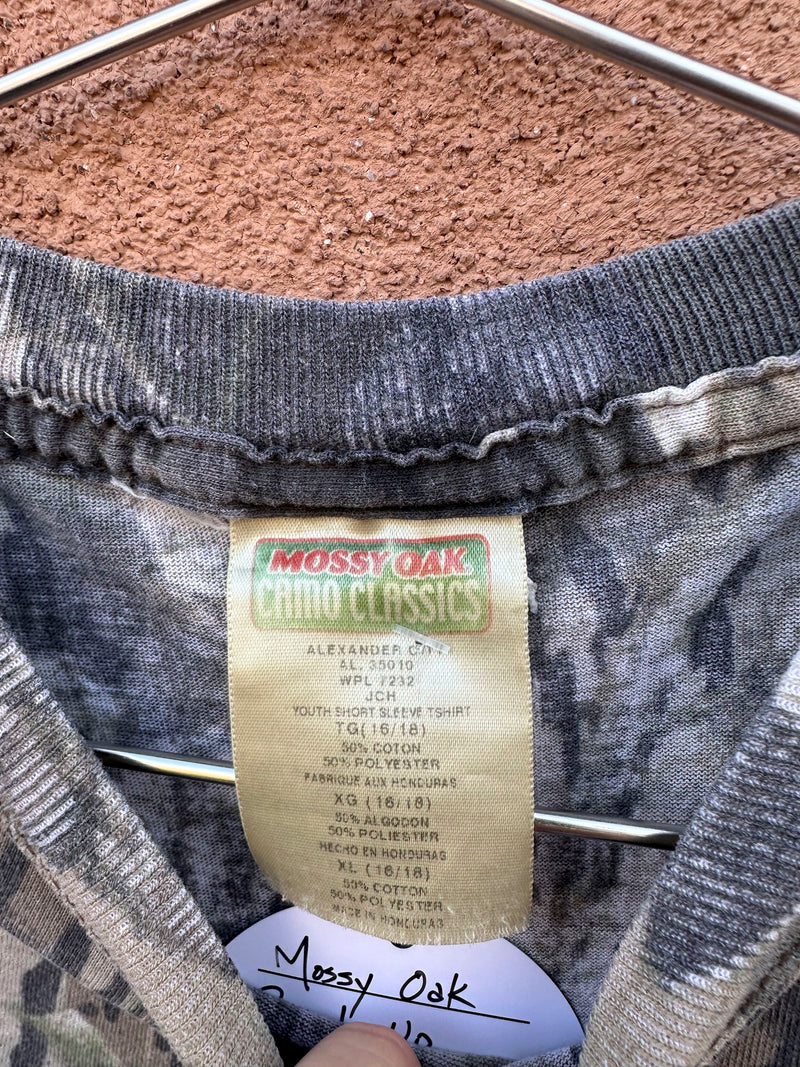 MOSSY OAK
CAMO CLASSICS
ALEXANDER
AL. 35010
WPL 7232
JCH
YOUTH SHORT SLEEVE TSHIRT
TG(16/18)
50% COTON
50% POLYESTER
FABRIQUE AUX HONDURAS
XG (16/18)
50% ALGODON
50% POLIESTER
HECHO EN HONDURAS
XL (16/18)
50% COTTON
50% POLYESTER
MADE IN HONDURAS
Mossy Oak